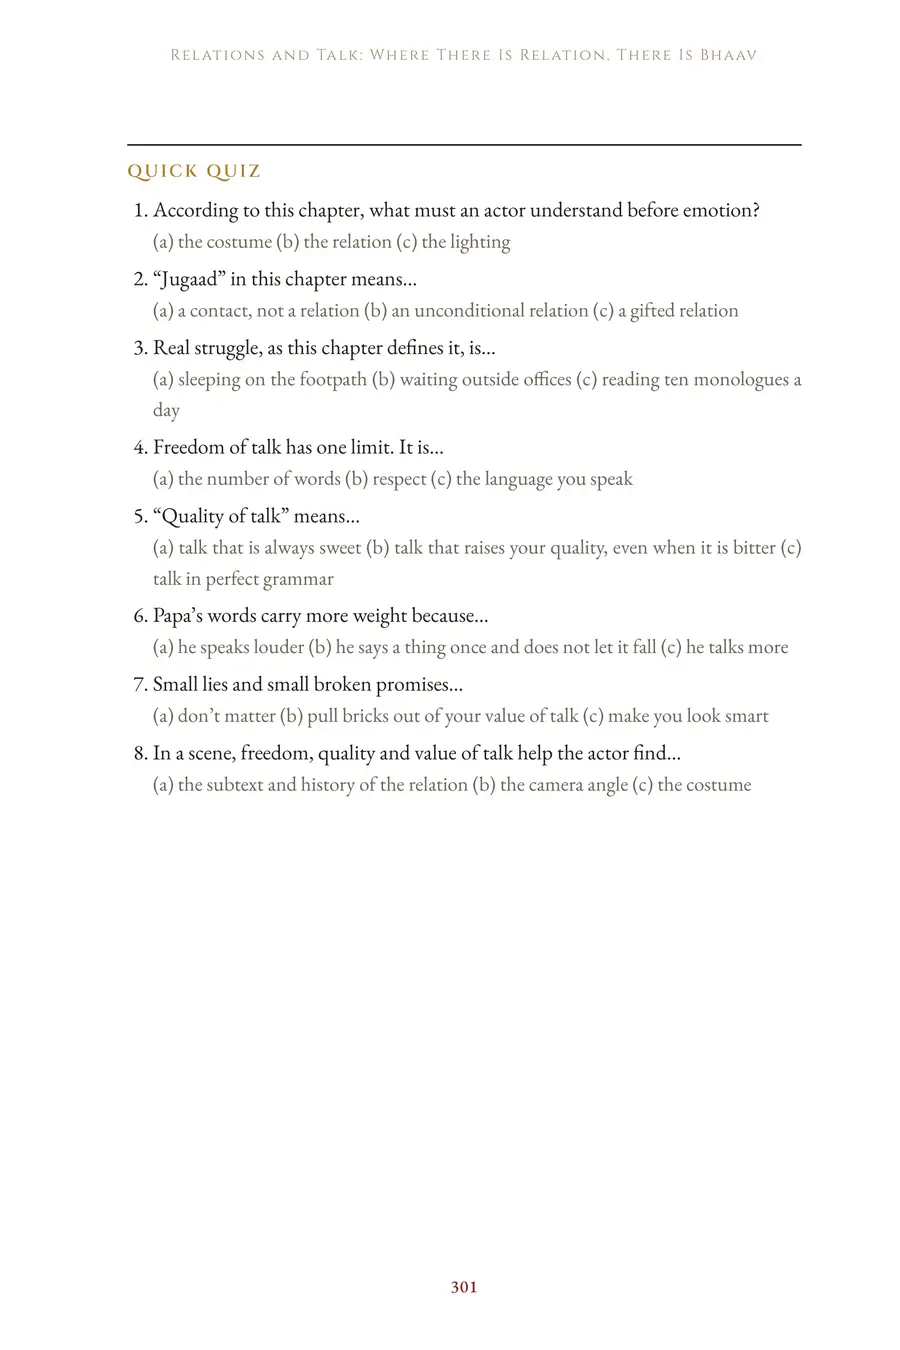 Relations and Talk: Where There Is Relation, There Is Bhaav
QUICK QUIZ
1. According to this chapter, what must an actor understand before emotion?
(a) the costume (b) the relation (c) the lighting
2. “Jugaad” in this chapter means…
(a) a contact, not a relation (b) an unconditional relation (c) a gifted relation
3. Real struggle, as this chapter defines it, is…
(a) sleeping on the footpath (b) waiting outside offices (c) reading ten monologues a
day
4. Freedom of talk has one limit. It is…
(a) the number of words (b) respect (c) the language you speak
5. “Quality of talk” means…
(a) talk that is always sweet (b) talk that raises your quality, even when it is bitter (c)
talk in perfect grammar
6. Papa’s words carry more weight because…
(a) he speaks louder (b) he says a thing once and does not let it fall (c) he talks more
7. Small lies and small broken promises…
(a) don’t matter (b) pull bricks out of your value of talk (c) make you look smart
8. In a scene, freedom, quality and value of talk help the actor find…
(a) the subtext and history of the relation (b) the camera angle (c) the costume
301